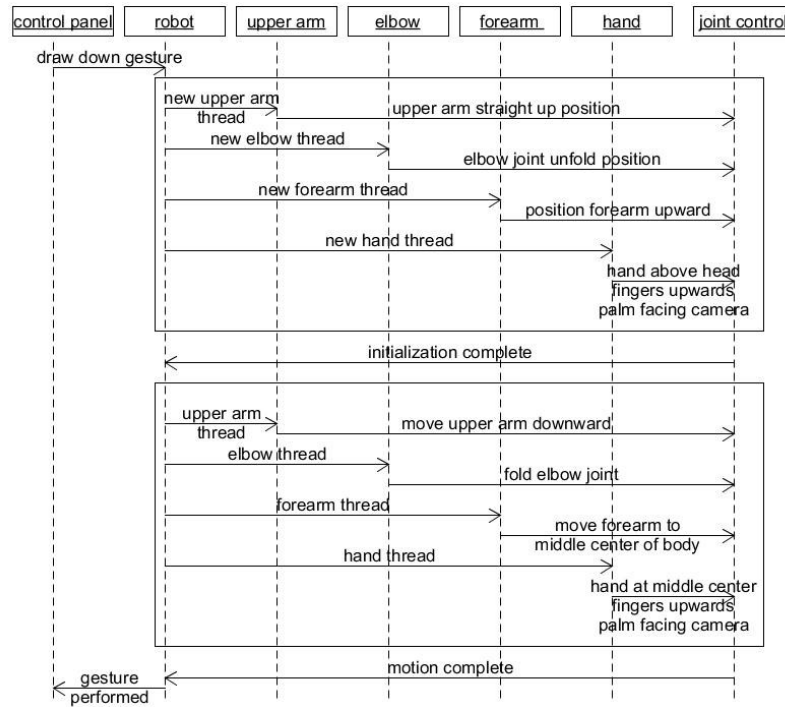 control panel robot upper arm elbow forearm hand joint control
draw down gesture
new upper arm
thread
upper arm straight up position
new elbow thread
elbow joint unfold position
new forearm thread
position forearm upward
new hand thread
hand above head
fingers upwards
palm facing camera
initialization complete
upper arm
thread
move upper arm downward
elbow thread
fold elbow joint
forearm thread
move forearm to
middle center of body
hand thread
hand at middle center
fingers upwards
palm facing camera
motion complete
gesture
performed